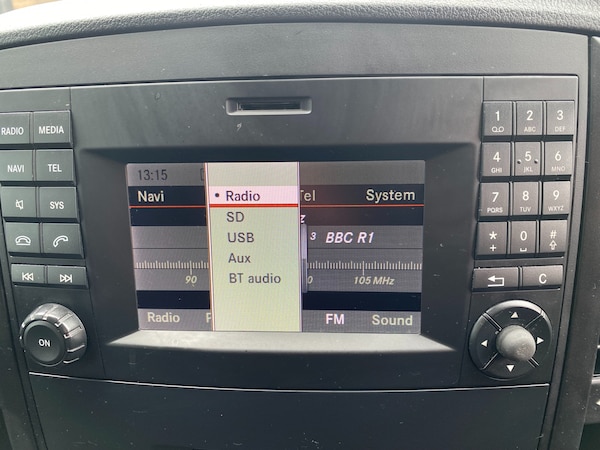 RADIO MEDIA
NAVI TEL
SYS
ON
13:15
Navi
• Radio
SD
USB
Aux
BT audio
Tel
System
z
3 BBC R1
90
0
105 MHz
Radio
F
FM
Sound
1 2 ABC 3 DEF
4 GHI 5 JKL 6 MNO
7 PQRS 8 TUV 9 WXYZ
* + 0 #
C